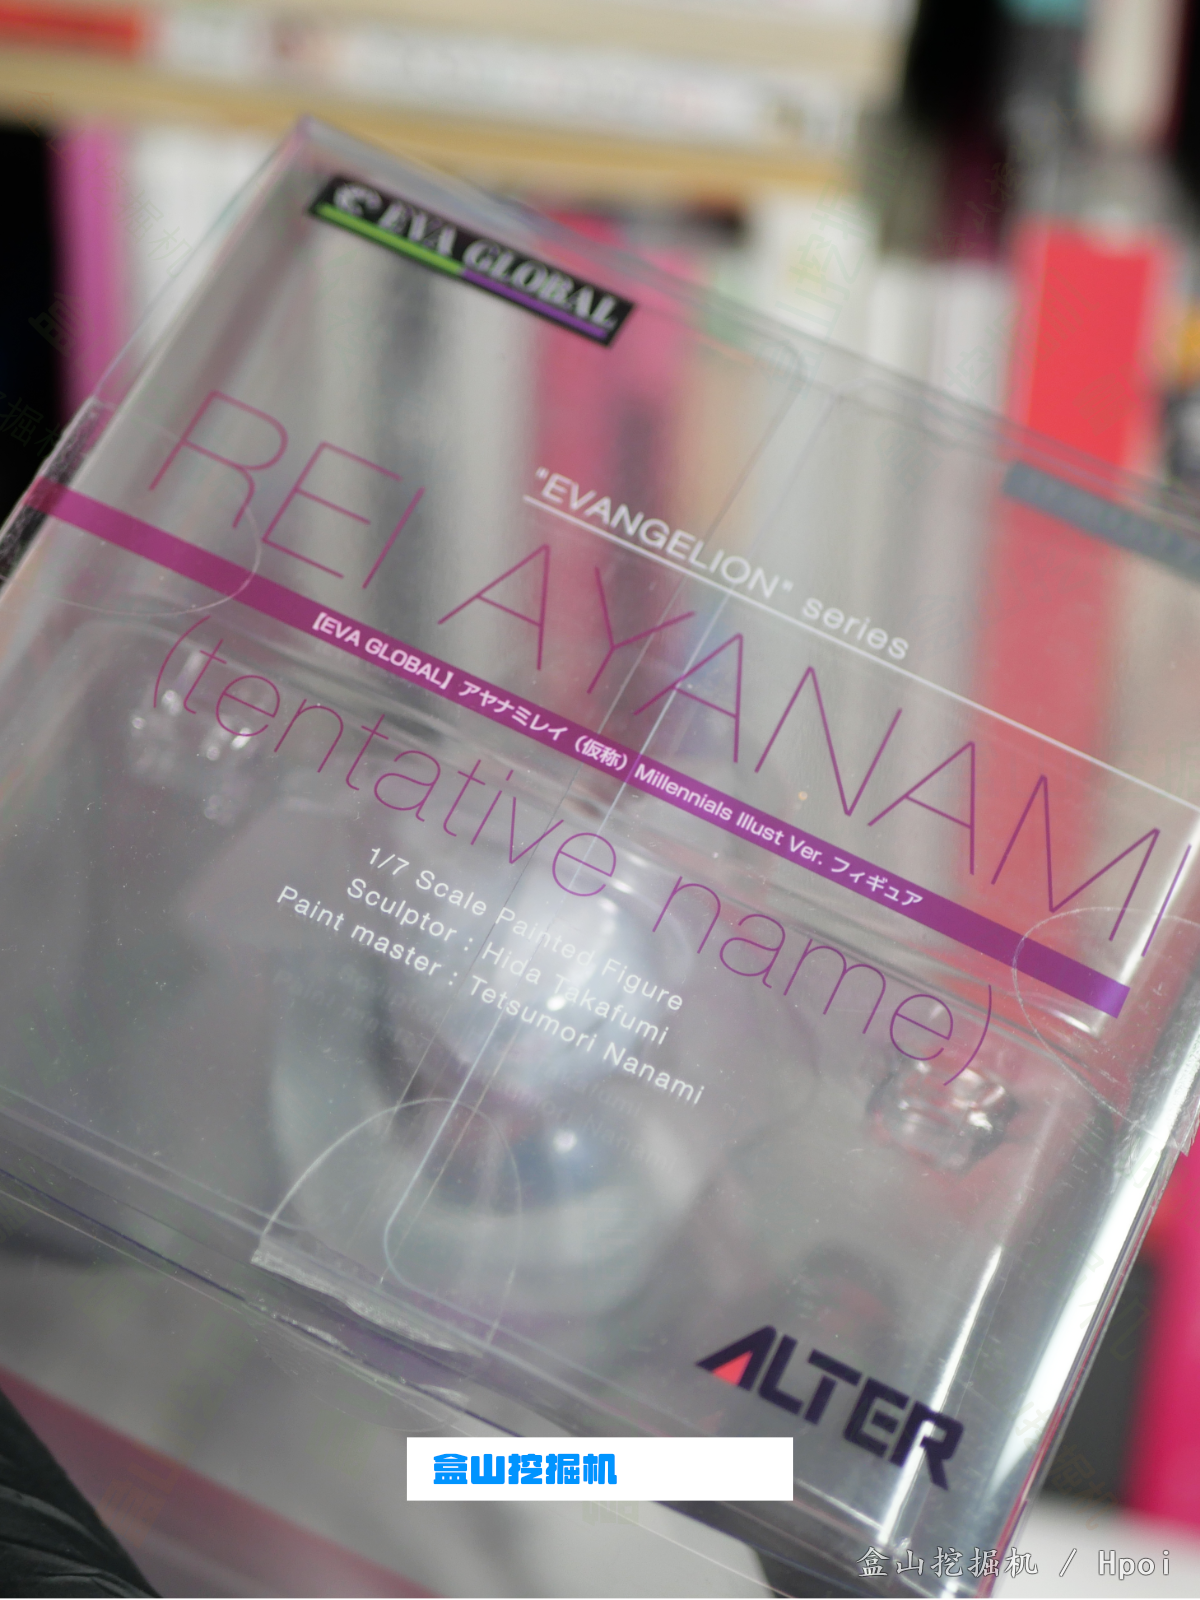 EVA GLOBAL
"EVANGELION" series
REI AYANAMI
【EVA GLOBAL】アヤナミレイ（仮称）Millennials Illust Ver. フィギュア
(tentative name)
1/7 Scale Painted Figure
Sculptor : Hida Takafumi
Paint master : Tetsumori Nanami
ALTER
盒山挖掘机
盒山挖掘机 / Hpoi